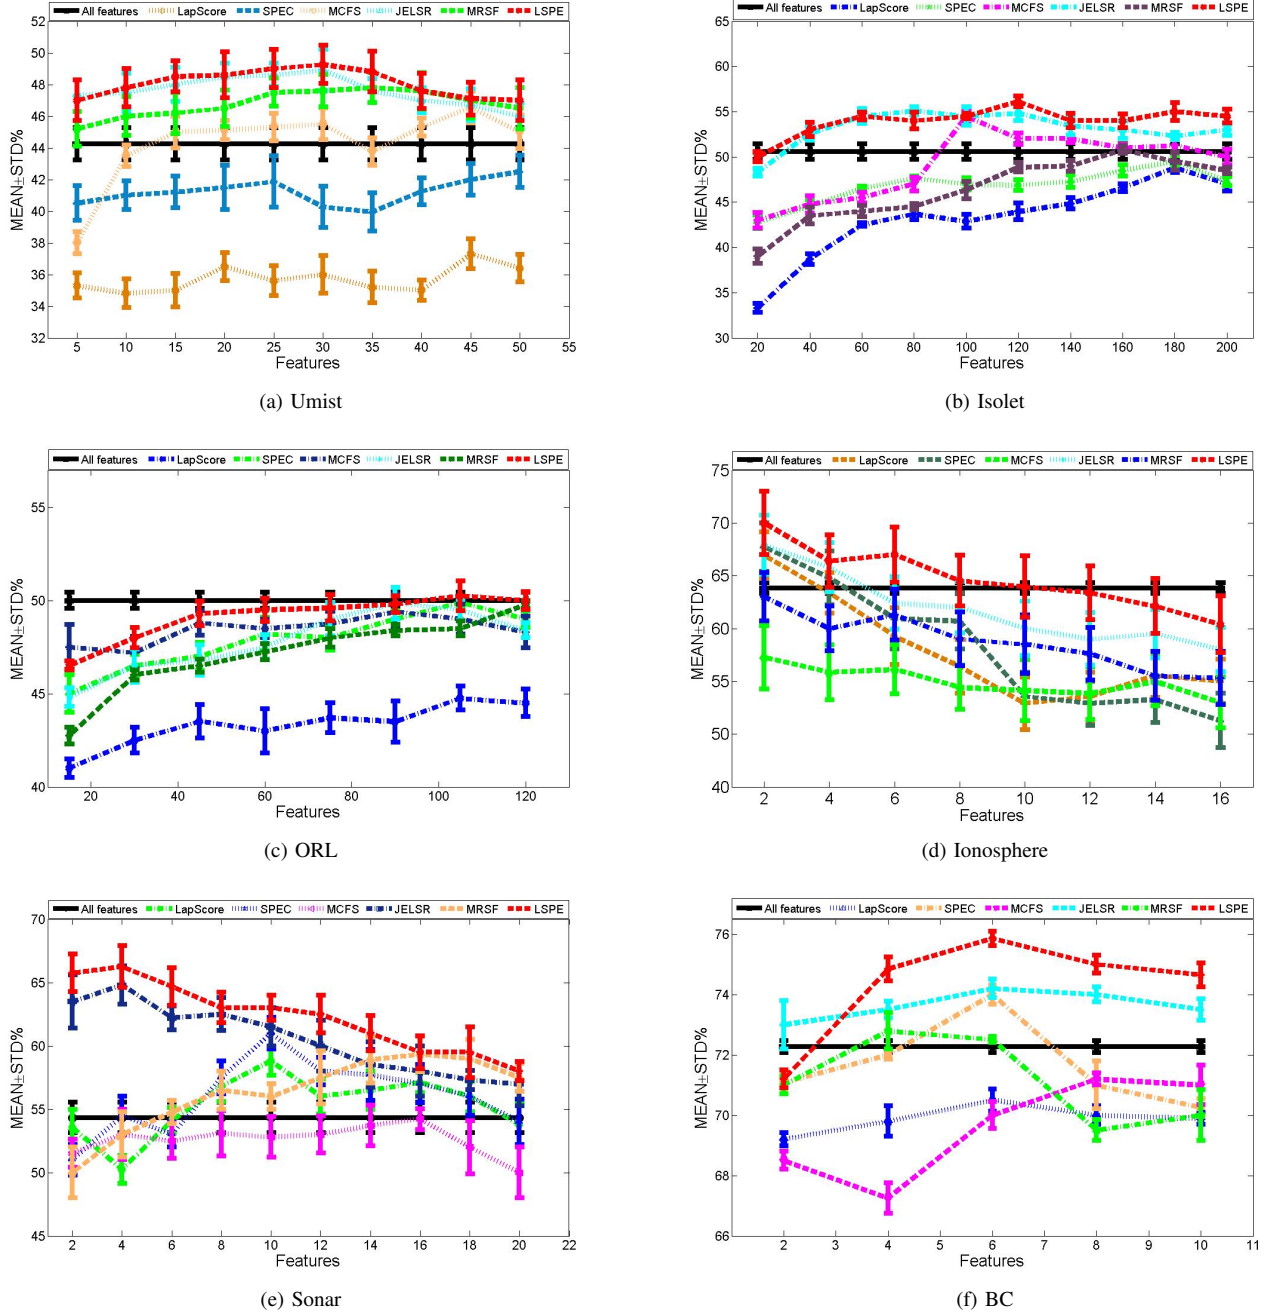 All features LapScore SPEC MCFS JELSR MRSF LSPE
52
50
48
46
44
42
40
38
36
34
32
MEAN±STD%
5 10 15 20 25 30 35 40 45 50 55
Features
(a) Umist
All features LapScore SPEC MCFS JELSR MRSF LSPE
65
60
55
50
45
40
35
30
MEAN±STD%
20 40 60 80 100 120 140 160 180 200
Features
(b) Isolet
All features LapScore SPEC MCFS JELSR MRSF LSPE
55
50
45
40
MEAN±STD%
20 40 60 80 100 120
Features
(c) ORL
All features LapScore SPEC MCFS JELSR MRSF LSPE
75
70
65
60
55
50
40
MEAN±STD%
2 4 6 8 10 12 14 16
Features
(d) Ionosphere
All features LapScore SPEC MCFS JELSR MRSF LSPE
70
65
60
55
50
45
MEAN±STD%
2 4 6 8 10 12 14 16 18 20 22
Features
(e) Sonar
All features LapScore SPEC MCFS JELSR MRSF LSPE
76
74
72
70
68
66
MEAN±STD%
2 3 4 5 6 7 8 9 10 11
Features
(f) BC